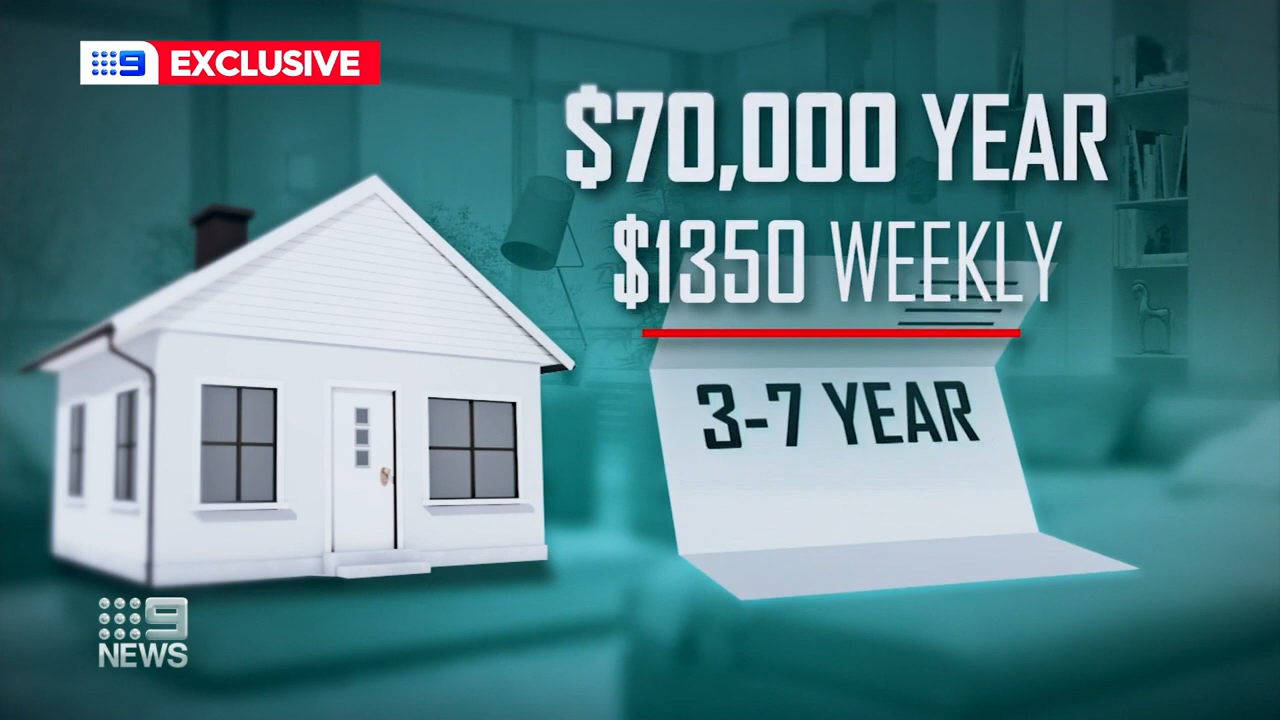 9 EXCLUSIVE
$70,000 YEAR
$1350 WEEKLY
3-7 YEAR
9
NEWS